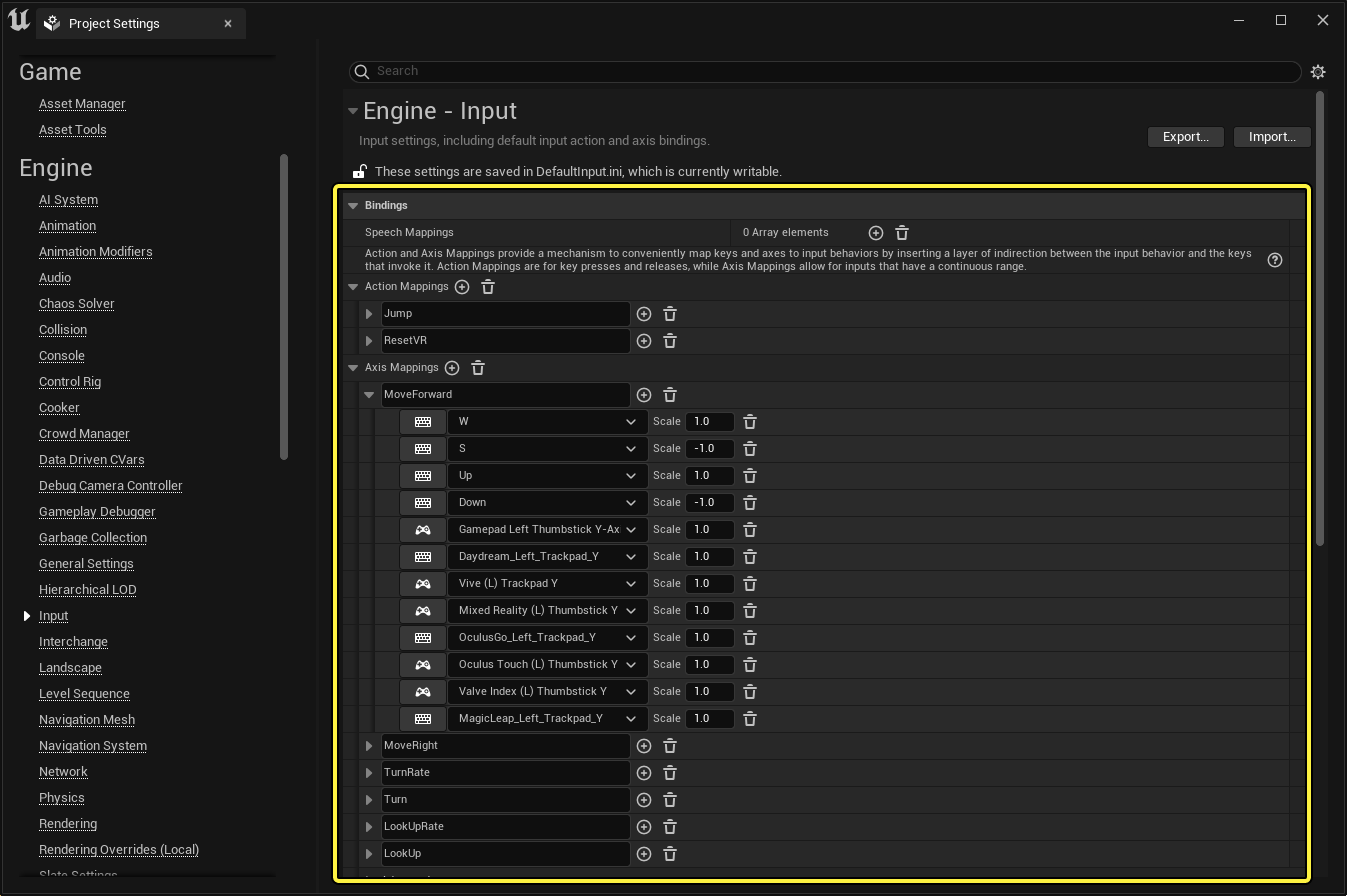 Project Settings
Game
Asset Manager
Asset Tools
Engine
AI System
Animation
Animation Modifiers
Audio
Chaos Solver
Collision
Console
Control Rig
Cooker
Crowd Manager
Data Driven CVars
Debug Camera Controller
Gameplay Debugger
Garbage Collection
General Settings
Hierarchical LOD
Input
Interchange
Landscape
Level Sequence
Navigation Mesh
Navigation System
Network
Physics
Rendering
Rendering Overrides (Local)
Slate Settings
Search
Engine - Input
Input settings, including default input action and axis bindings.
Export... Import...
These settings are saved in DefaultInput.ini, which is currently writable.
Bindings
Speech Mappings 0 Array elements
Action and Axis Mappings provide a mechanism to conveniently map keys and axes to input behaviors by inserting a layer of indirection between the input behavior and the keys
that invoke it. Action Mappings are for key presses and releases, while Axis Mappings allow for inputs that have a continuous range.
Action Mappings
Jump
ResetVR
Axis Mappings
MoveForward
W Scale 1.0
S Scale -1.0
Up Scale 1.0
Down Scale -1.0
Gamepad Left Thumbstick Y-Ax Scale 1.0
Daydream_Left_Trackpad_Y Scale 1.0
Vive (L) Trackpad Y Scale 1.0
Mixed Reality (L) Thumbstick Y Scale 1.0
OculusGo_Left_Trackpad_Y Scale 1.0
Oculus Touch (L) Thumbstick Y Scale 1.0
Valve Index (L) Thumbstick Y Scale 1.0
MagicLeap_Left_Trackpad_Y Scale 1.0
MoveRight
TurnRate
Turn
LookUpRate
LookUp